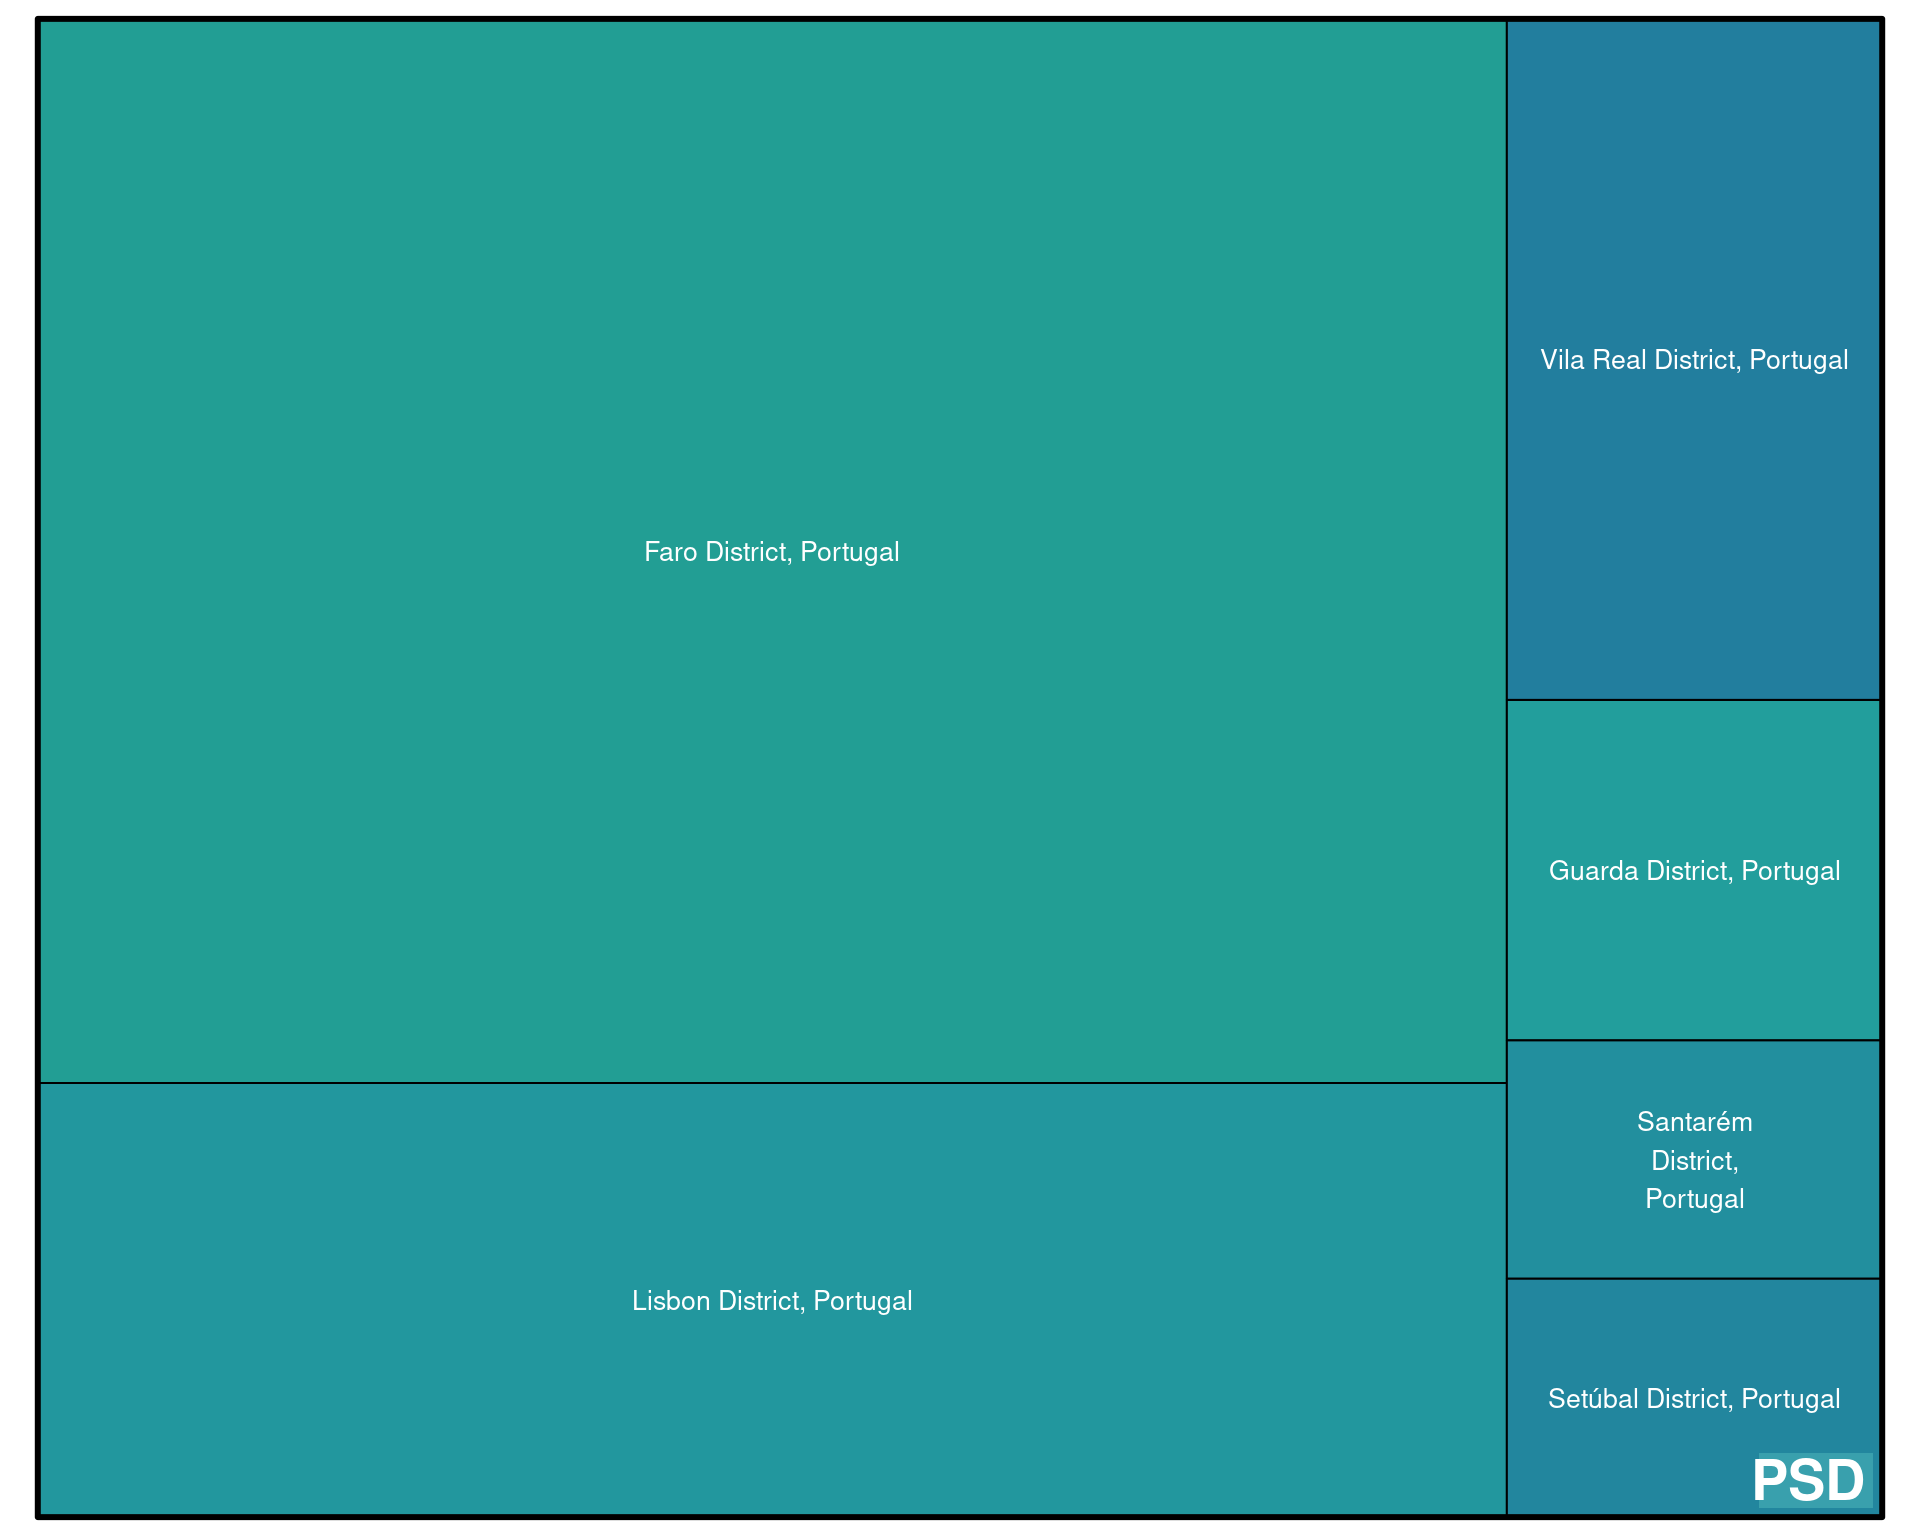 Vila Real District, Portugal
Faro District, Portugal
Guarda District, Portugal
Santarém
District,
Portugal
Lisbon District, Portugal
Setúbal District, Portugal
PSD